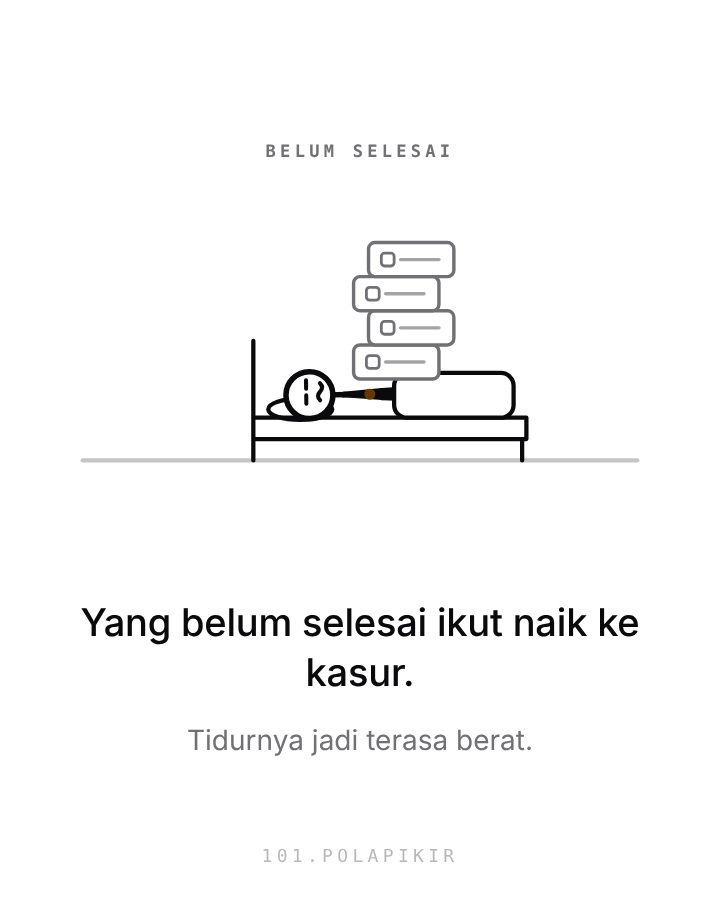 BELUM SELESAI
Yang belum selesai ikut naik ke
kasur.
Tidurnya jadi terasa berat.
101.POLAPIKIR